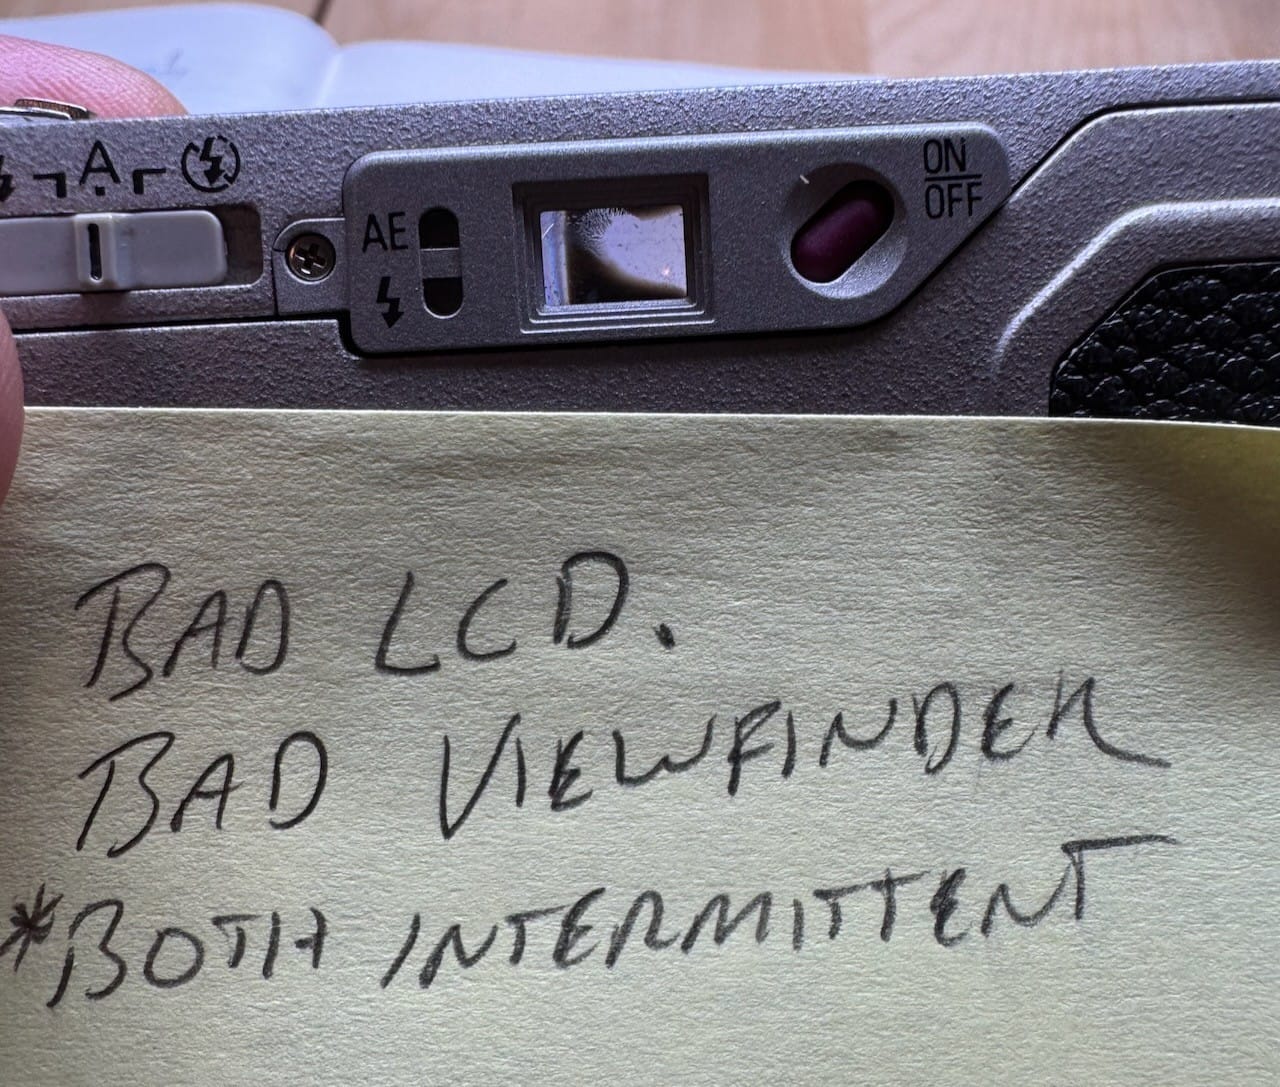 A
AE
ON
OFF
BAD LCD.
BAD VIEWFINDER
*BOTH INTERMITTENT